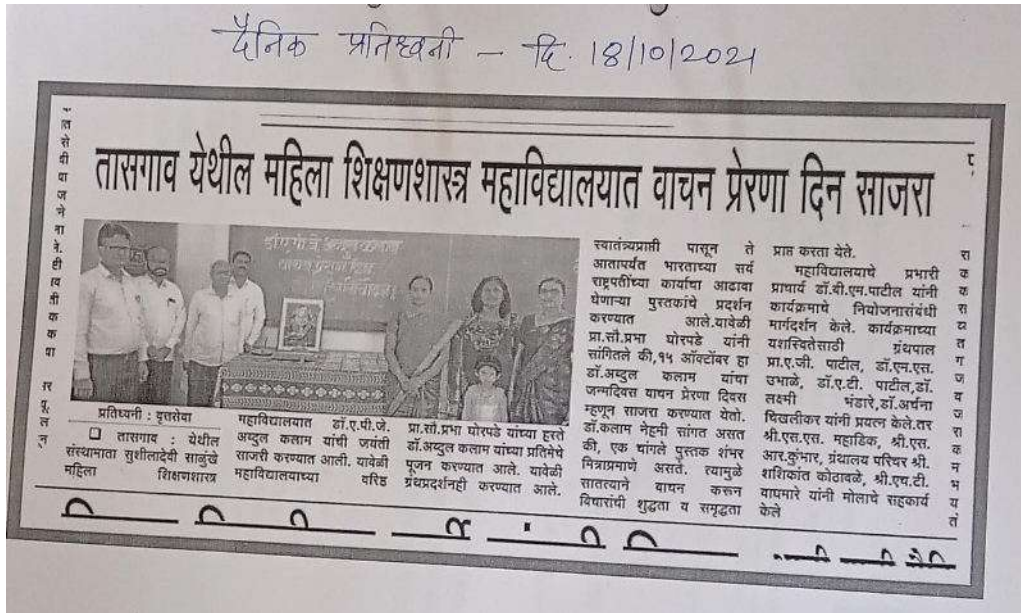 दैनिक प्रतिध्वनी - दि. 18/10/2021
तासगाव येथील महिला शिक्षणशास्त्र महाविद्यालयात वाचन प्रेरणा दिन साजरा
प्रतिध्वनी : वृत्तसेवा
❑ तासगाव : येथील
संस्थामाता सुशीलादेवी साळुंखे
महिला शिक्षणशास्त्र
महाविद्यालयात डॉ.ए.पी.जे.
अब्दुल कलाम यांची जयंती
साजरी करण्यात आली. यावेळी
महाविद्यालयाच्या वरिष्ठ
प्रा.सौ.प्रभा घोरपडे यांच्या हस्ते
डॉ.अब्दुल कलाम यांच्या प्रतिमेचे
पूजन करण्यात आले. यावेळी
ग्रंथप्रदर्शनही करण्यात आले.
स्वातंत्र्यप्राप्ती पासून ते
आतापर्यंत भारताच्या सर्व
राष्ट्रपतींच्या कार्याचा आढावा
घेणाऱ्या पुस्तकांचे प्रदर्शन
करण्यात आले.यावेळी
प्रा.सौ.प्रभा घोरपडे यांनी
सांगितले की,१५ ऑक्टोंबर हा
डॉ.अब्दुल कलाम यांचा
जन्मदिवस वाचन प्रेरणा दिवस
म्हणून साजरा करण्यात येतो.
डॉ.कलाम नेहमी सांगत असत
की, एक चांगले पुस्तक शंभर
मित्राप्रमाणे असते. त्यामुळे
सातत्याने वाचन करून
विचारांची शुद्धता व समृद्धता
प्राप्त करता येते.
महाविद्यालयाचे प्रभारी
प्राचार्य डॉ.बी.एम.पाटील यांनी
कार्यक्रमाचे नियोजनासंबंधी
मार्गदर्शन केले. कार्यक्रमाच्या
यशस्वितेसाठी ग्रंथपाल
प्रा.ए.जी. पाटील, डॉ.एम.एस.
उभाळे, डॉ.ए.टी. पाटील,डॉ.
लक्ष्मी भंडारे,डॉ.अर्चना
चिखलीकर यांनी प्रयत्न केले.तर
श्री.एस.एस. महाडिक, श्री.एस.
आर.कुंभार, ग्रंथालय परिचर श्री.
शशिकांत कोठावळे, श्री.एच.टी.
वाघमारे यांनी मोलाचे सहकार्य
केले